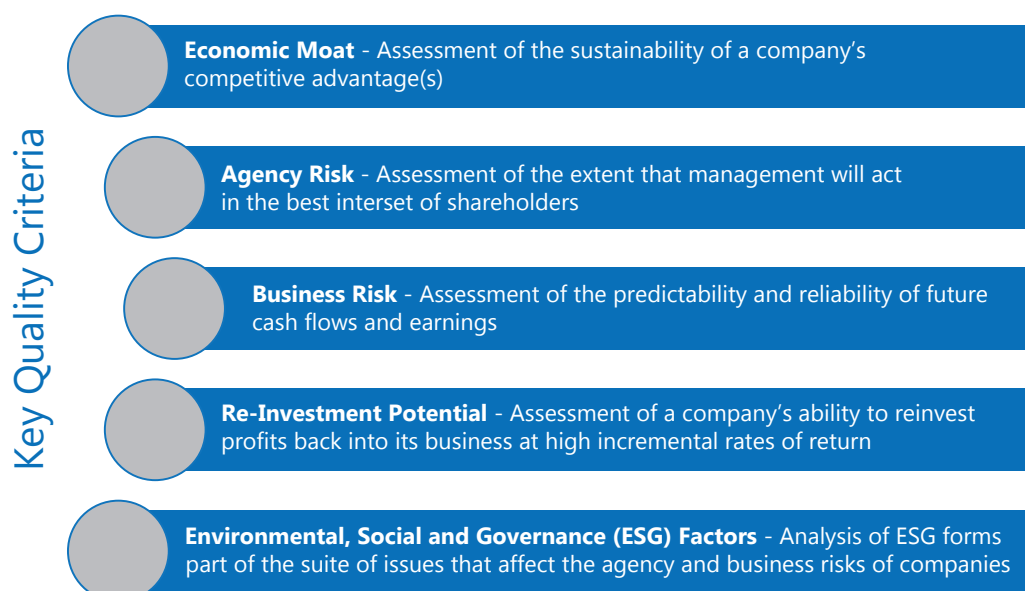 Key Quality Criteria
Economic Moat - Assessment of the sustainability of a company’s
competitive advantage(s)
Agency Risk - Assessment of the extent that management will act
in the best interset of shareholders
Business Risk - Assessment of the predictability and reliability of future
cash flows and earnings
Re-Investment Potential - Assessment of a company’s ability to reinvest
profits back into its business at high incremental rates of return
Environmental, Social and Governance (ESG) Factors - Analysis of ESG forms
part of the suite of issues that affect the agency and business risks of companies